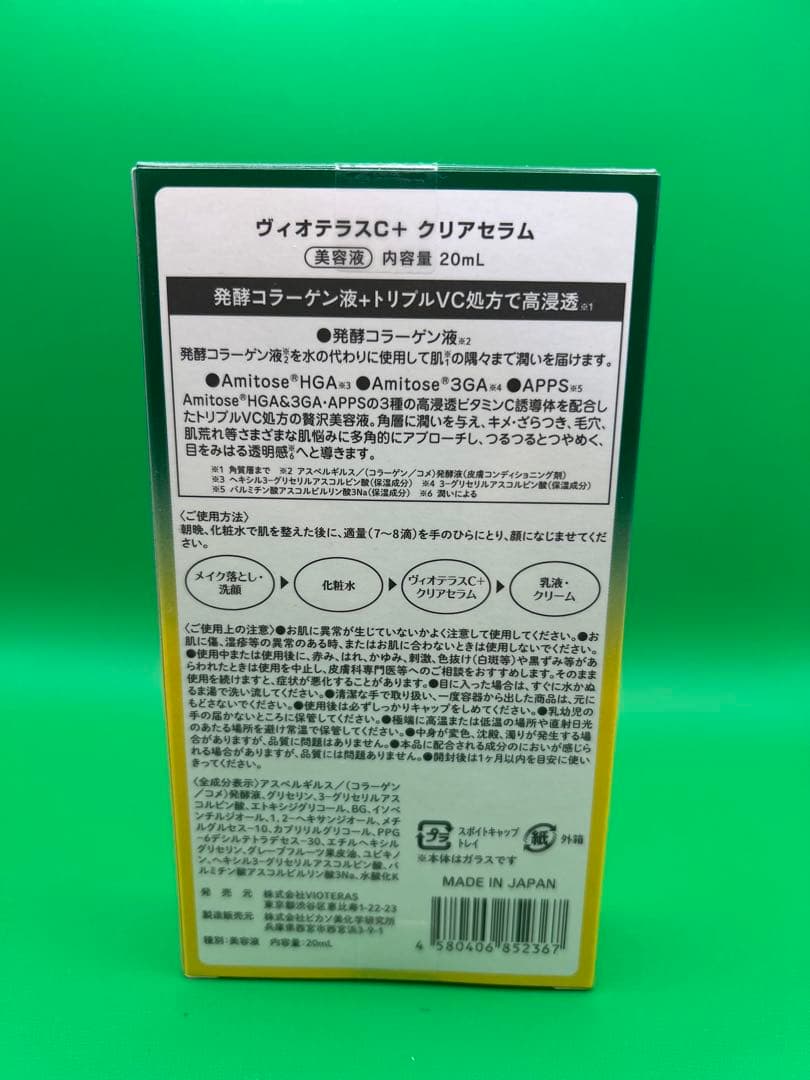 ヴィオテラスC+ クリアセラム
美容液 内容量 20mL
発酵コラーゲン液+トリプルVC処方で高浸透※1
●発酵コラーゲン液※2
発酵コラーゲン液※2を水の代わりに使用して肌※1の隅々まで潤いを届けます。
●Amitose®HGA※3 ●Amitose®3GA※4 ●APPS※5
Amitose®HGA&3GA・APPSの3種の高浸透ビタミンC誘導体を配合し
たトリプルVC処方の贅沢美容液。角層に潤いを与え、キメ・ざらつき、毛穴、
肌荒れ等さまざまな肌悩みに多角的にアプローチし、つるつるとつやめく、
目をみはる透明感※6へと導きます。
※1 角質層まで ※2 アスペルギルス/(コラーゲン/コメ)発酵液(皮膚コンディショニング剤)
※3 ヘキシル3-グリセリルアスコルビン酸(保湿成分) ※4 3-グリセリルアスコルビン酸(保湿成分)
※5 パルミチン酸アスコルビルリン酸3Na(保湿成分) ※6 潤いによる
〈ご使用方法〉
朝晩、化粧水で肌を整えた後に、適量(7〜8滴)を手のひらにとり、顔になじませてくだ
さい。
メイク落とし・
洗顔
▶
化粧水
▶
ヴィオテラスC+
クリアセラム
▶
乳液・
クリーム
〈ご使用上の注意〉●お肌に異常が生じていないかよく注意して使用してください。●お
肌に傷、湿疹等の異常のある時、またはお肌に合わないときは使用しないでください。
●使用中または使用後に、赤み、はれ、かゆみ、刺激、色抜け(白斑等)や黒ずみ等があ
らわれたときは使用を中止し、皮膚科専門医等へのご相談をおすすめします。そのまま
使用を続けますと、症状が悪化することがあります。●目に入った場合は、すぐに水かぬ
るま湯で洗い流してください。●清潔な手で取り扱い、一度容器から出した商品は、元に
もどさないでください。●使用後は必ずしっかりキャップをしめてください。●乳幼児の
手の届かないところに保管してください。●極端に高温または低温の場所や直射日光
のあたる場所を避け常温で保管してください。●中身が変色、沈殿、濁りが発生する場
合がありますが、品質に問題はありません。●本品に配合される成分のにおいが感じら
れる場合がありますが、品質には問題ありません。●開封後は1ヶ月以内を目安に使い
きってください。
〈全成分表示〉アスペルギルス/(コラーゲン
/コメ)発酵液、グリセリン、3-グリセリルアス
コルビン酸、エトキシジグリコール、BG、イソペ
ンチルジオール、1,2-ヘキサンジオール、メチ
ルグルセス-10、カプリリルグリコール、PPG
-6デシルテトラデセス-30、エチルヘキシル
グリセリン、グレープフルーツ果皮油、ユビキノ
ン、ヘキシル3-グリセリルアスコルビン酸、パル
ミチン酸アスコルビルリン酸3Na、水酸化K
プラ
スポイトキャップ
トレイ
紙
外箱
※本体はガラスです
MADE IN JAPAN
発売元 株式会社VIOTERAS
東京都渋谷区恵比寿1-22-23
製造販売元 株式会社ピカソ美化学研究所
兵庫県西宮市西宮浜3-9-1
種別:美容液 内容量:20mL
4 580406 852367